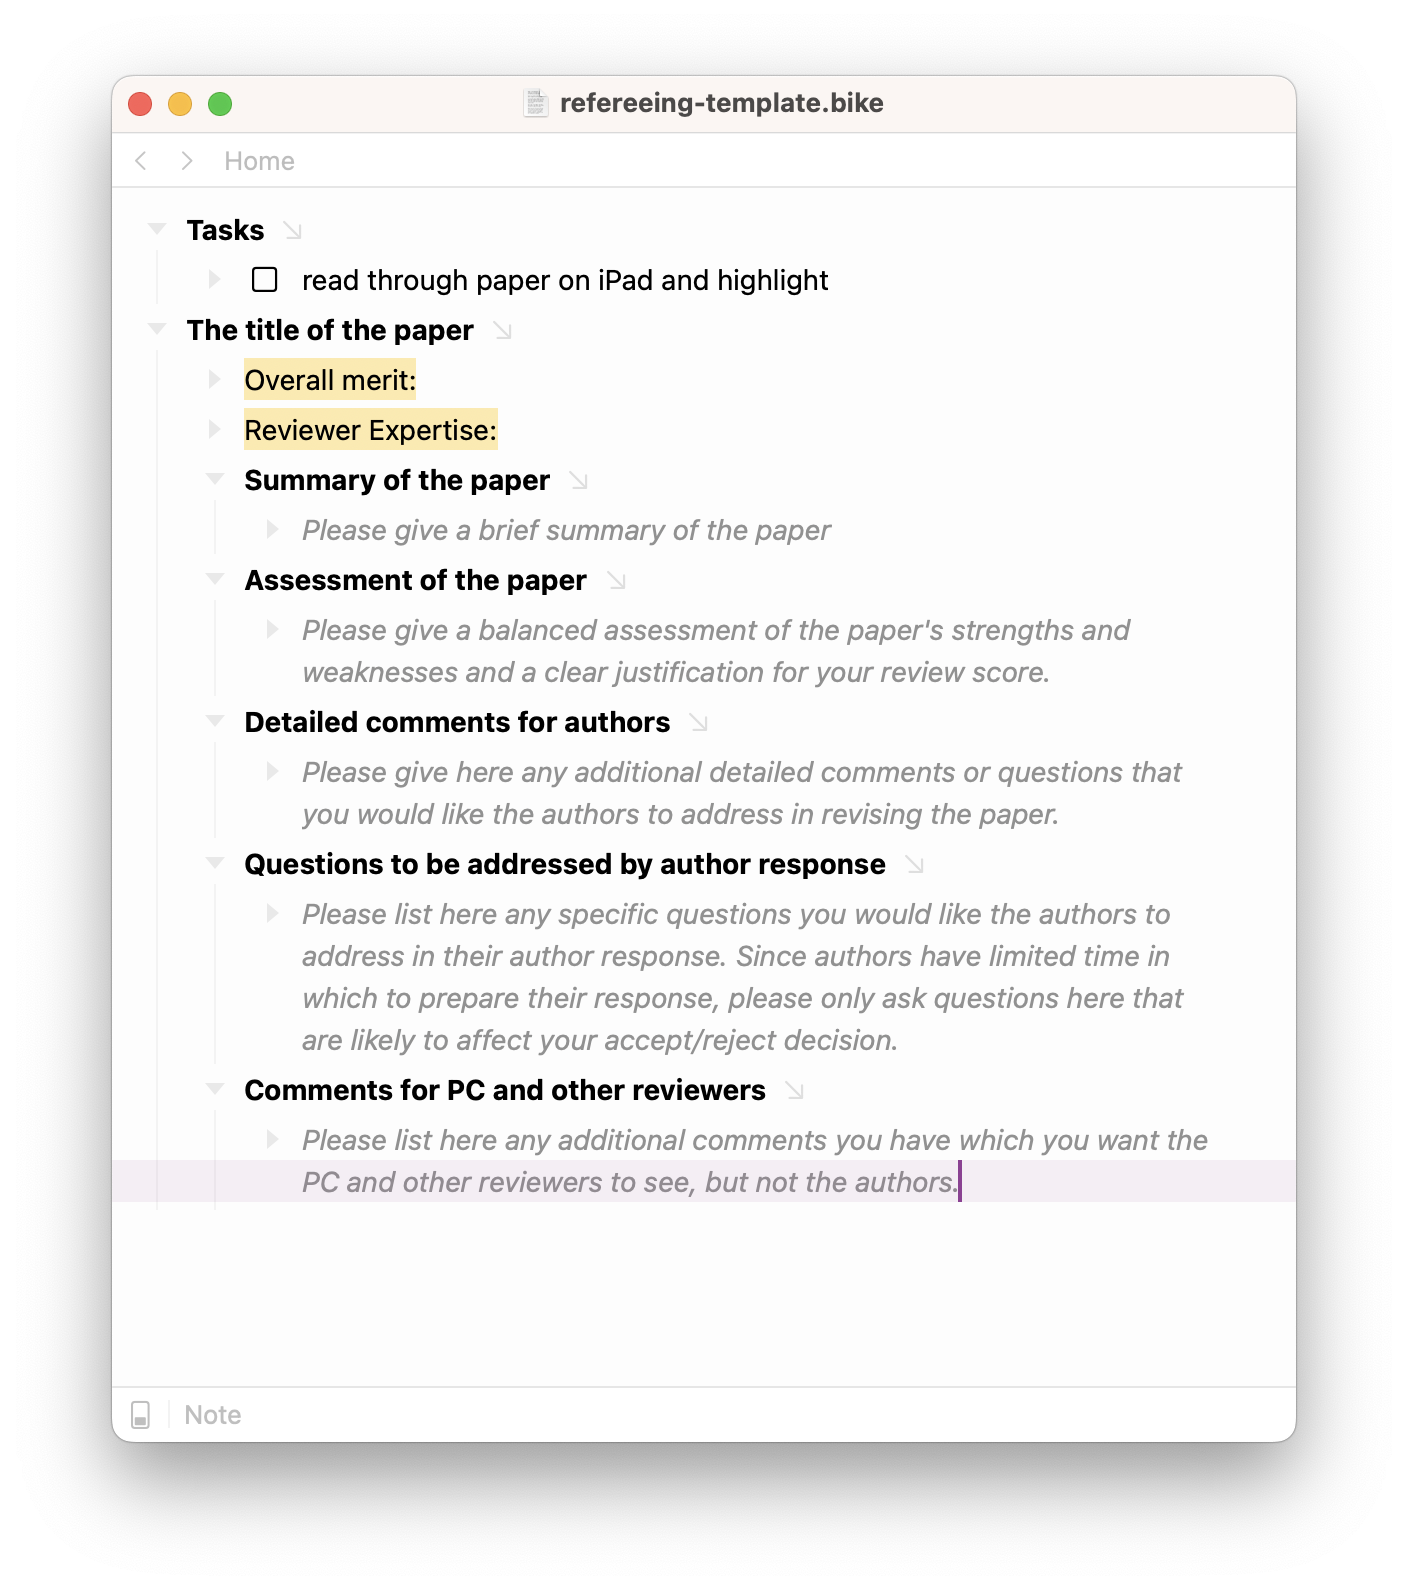 refereeing-template.bike
Home
Tasks
read through paper on iPad and highlight
The title of the paper
Overall merit:
Reviewer Expertise:
Summary of the paper
Please give a brief summary of the paper
Assessment of the paper
Please give a balanced assessment of the paper's strengths and
weaknesses and a clear justification for your review score.
Detailed comments for authors
Please give here any additional detailed comments or questions that
you would like the authors to address in revising the paper.
Questions to be addressed by author response
Please list here any specific questions you would like the authors to
address in their author response. Since authors have limited time in
which to prepare their response, please only ask questions here that
are likely to affect your accept/reject decision.
Comments for PC and other reviewers
Please list here any additional comments you have which you want the
PC and other reviewers to see, but not the authors.
Note